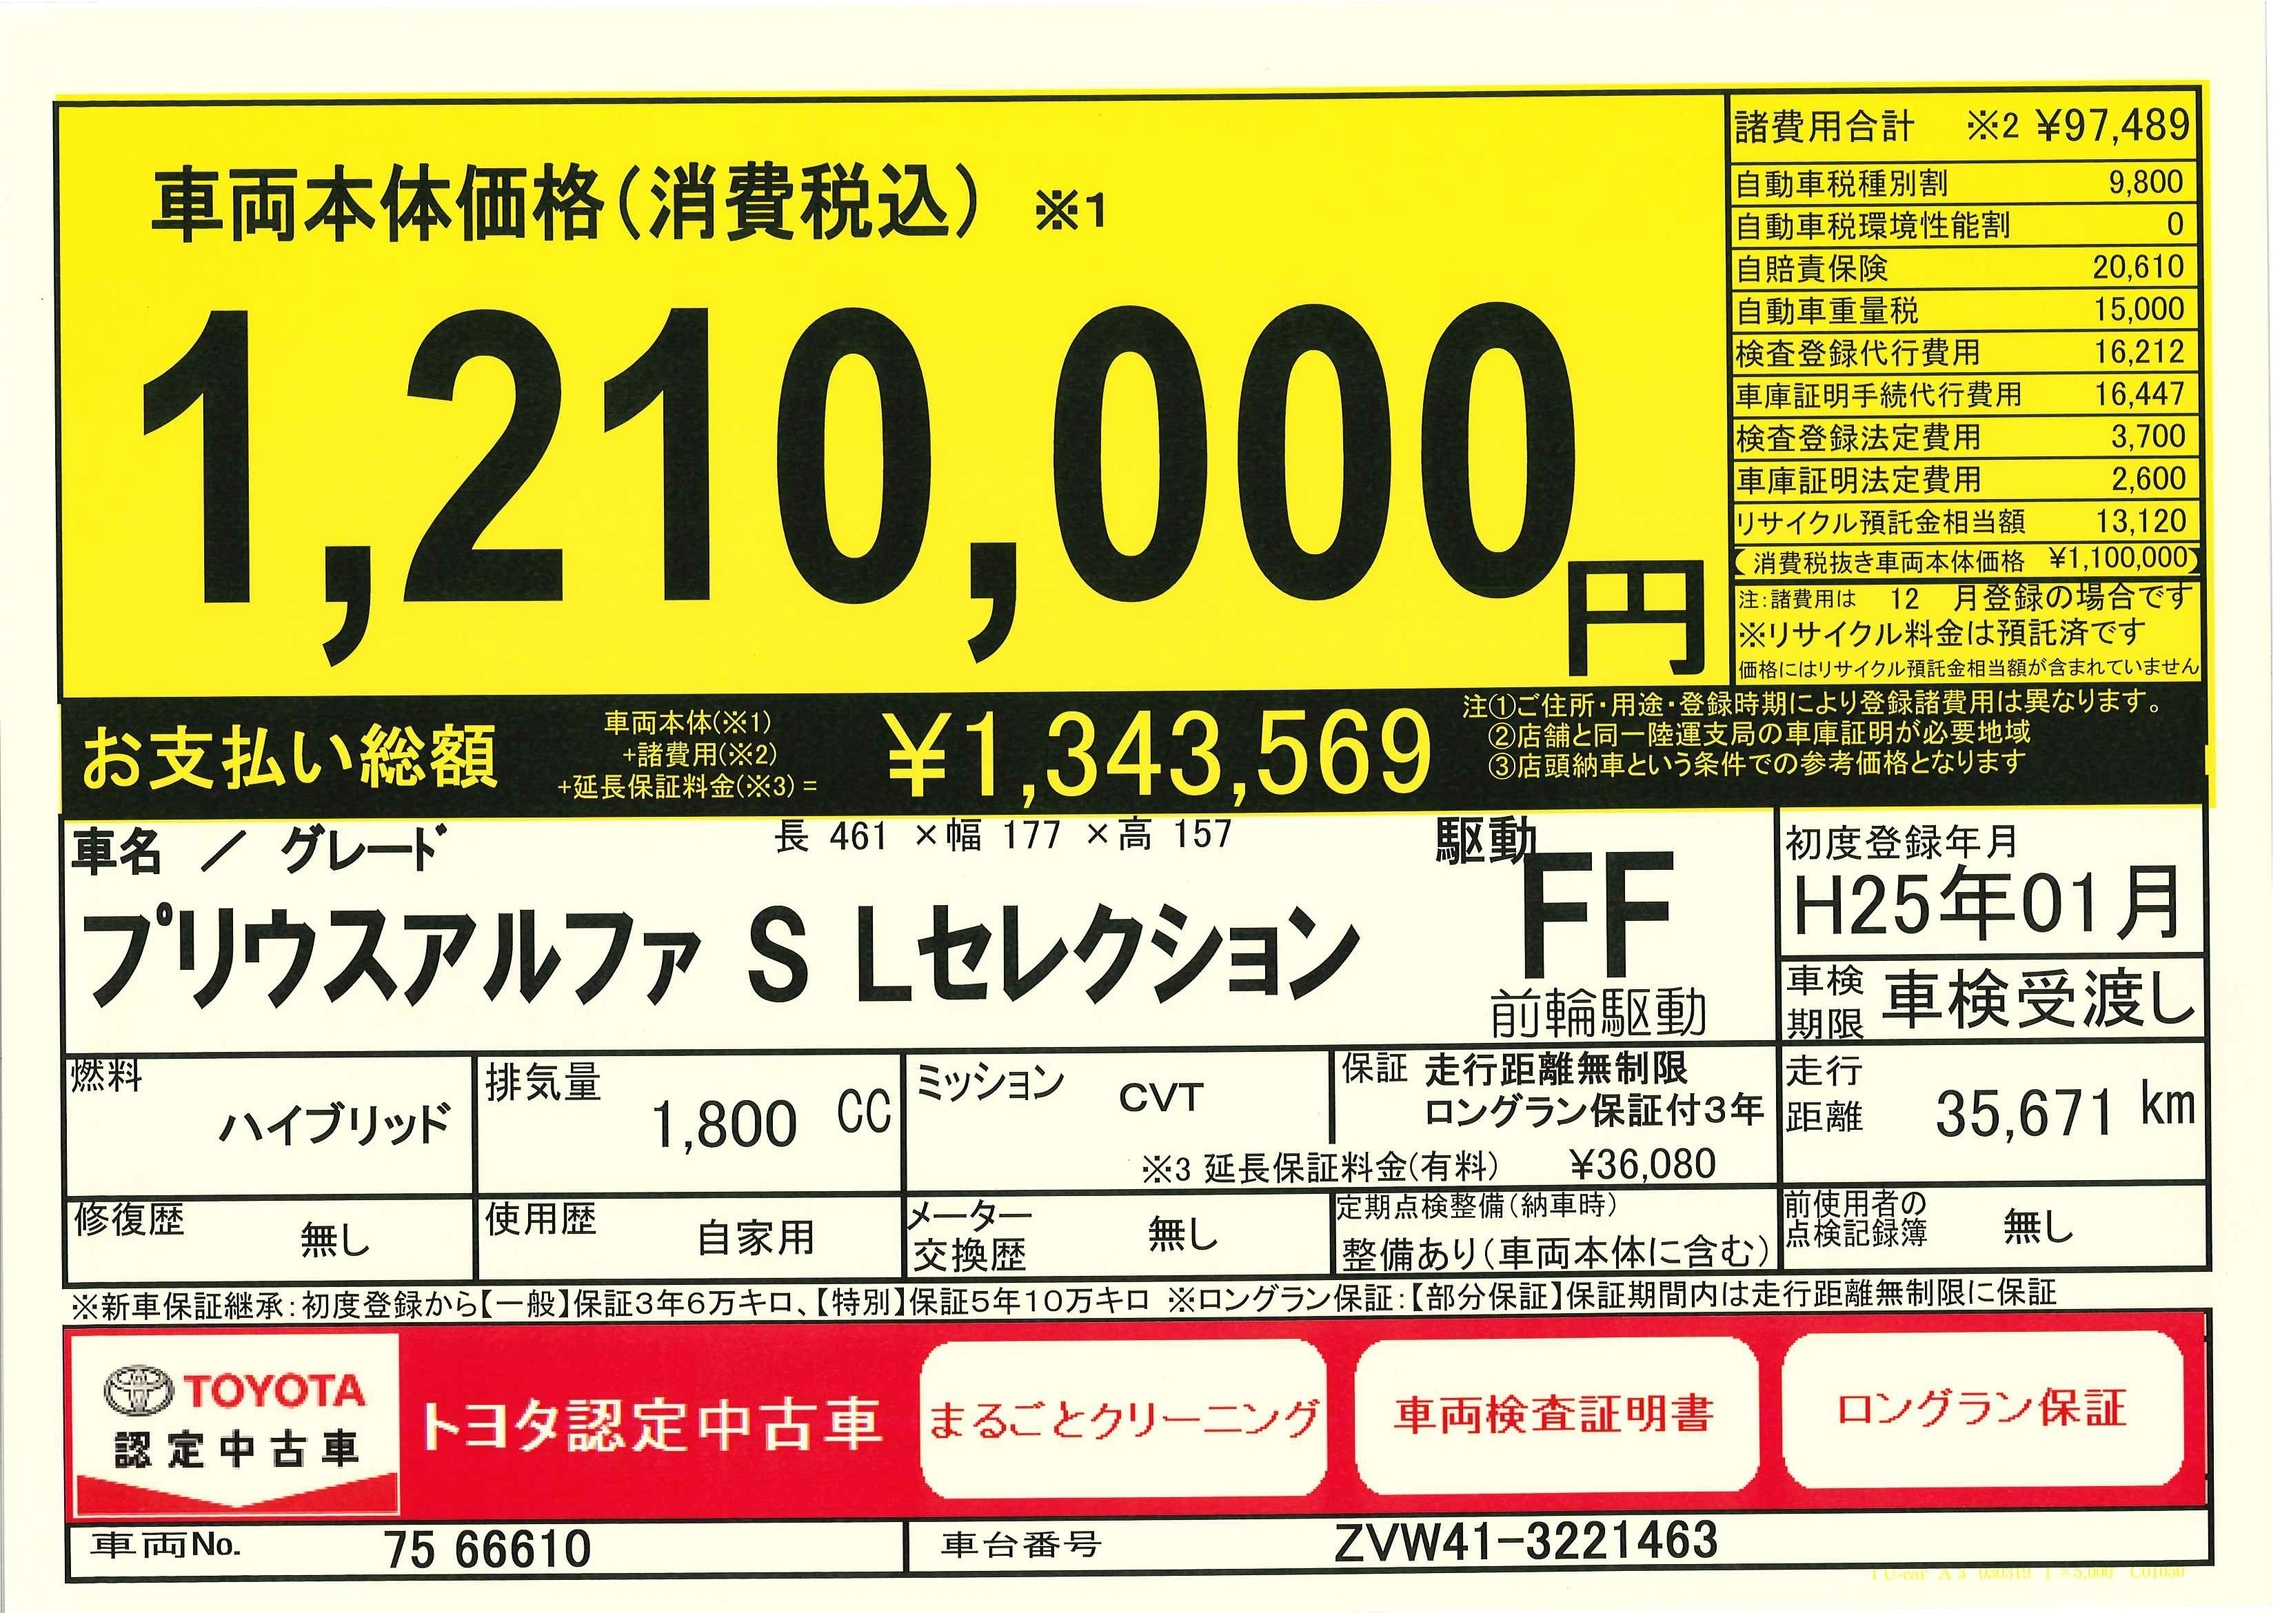 車両本体価格(消費税込) ※1
1,210,000円
諸費用合計 ※2 ¥97,489
自動車税種別割 9,800
自動車税環境性能割 0
自賠責保険 20,610
自動車重量税 15,000
検査登録代行費用 16,212
車庫証明手続代行費用 16,447
検査登録法定費用 3,700
車庫証明法定費用 2,600
リサイクル預託金相当額 13,120
(消費税抜き車両本体価格 ¥1,100,000)
注:諸費用は 12 月登録の場合です
※リサイクル料金は預託済です
価格にはリサイクル預託金相当額が含まれていません
お支払い総額
車両本体(※1)
+諸費用(※2)
+延長保証料金(※3)=
¥1,343,569
注①ご住所・用途・登録時期により登録諸費用は異なります。
②店舗と同一陸運支局の車庫証明が必要地域
③店頭納車という条件での参考価格となります
車名 / グレード
長 461 ×幅 177 ×高 157
プリウスアルファ S Lセレクション
駆動 FF
前輪駆動
初度登録年月
H25年01月
車検期限 車検受渡し
燃料 ハイブリッド
排気量 1,800 CC
ミッション CVT
保証 走行距離無制限
ロングラン保証付3年
※3 延長保証料金(有料) ¥36,080
走行距離 35,671 km
修復歴 無し
使用歴 自家用
メーター交換歴 無し
定期点検整備(納車時)
整備あり(車両本体に含む)
前使用者の点検記録簿 無し
※新車保証継承:初度登録から【一般】保証3年6万キロ、【特別】保証5年10万キロ ※ロングラン保証:【部分保証】保証期間内は走行距離無制限に保証
TOYOTA
認定中古車
トヨタ認定中古車
まるごとクリーニング
車両検査証明書
ロングラン保証
車両No. 75 66610
車台番号 ZVW41-3221463